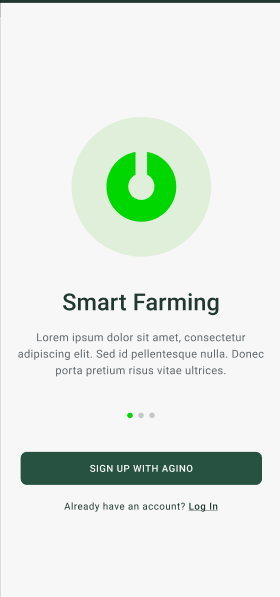 Smart Farming
Lorem ipsum dolor sit amet, consectetur
adipiscing elit. Sed id pellentesque nulla. Donec
porta pretium risus vitae ultrices.
SIGN UP WITH AGINO
Already have an account? Log In